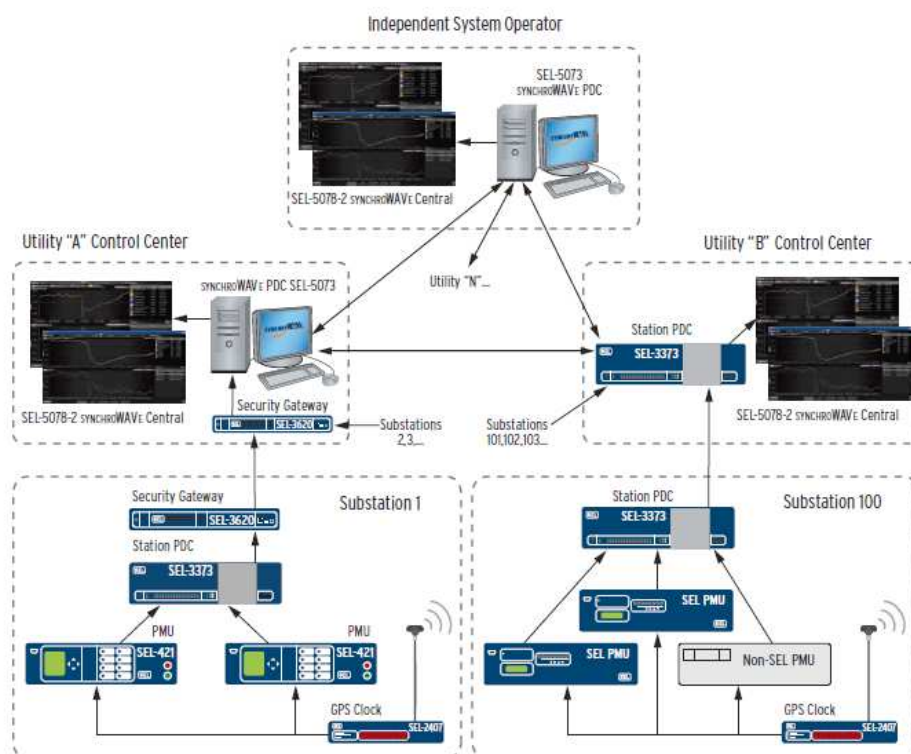 Independent System Operator
SEL-5073
SYNCHROWAVE PDC
SEL-5078-2 SYNCHROWAVE Central
Utility "A" Control Center
Utility "B" Control Center
SYNCHROWAVE PDC SEL-5073
Utility "N"...
Station PDC
SEL-3373
SEL-5078-2 SYNCHROWAVE Central
Security Gateway
SEL-3620
Substations
2,3,...
Substations
101,102,103...
SEL-5078-2 SYNCHROWAVE Central
Substation 1
Security Gateway
SEL-3620
Station PDC
SEL-3373
PMU
SEL-421
PMU
SEL-421
GPS Clock
SEL-2407
Substation 100
Station PDC
SEL-3373
SEL PMU
SEL PMU
Non-SEL PMU
GPS Clock
SEL-2407